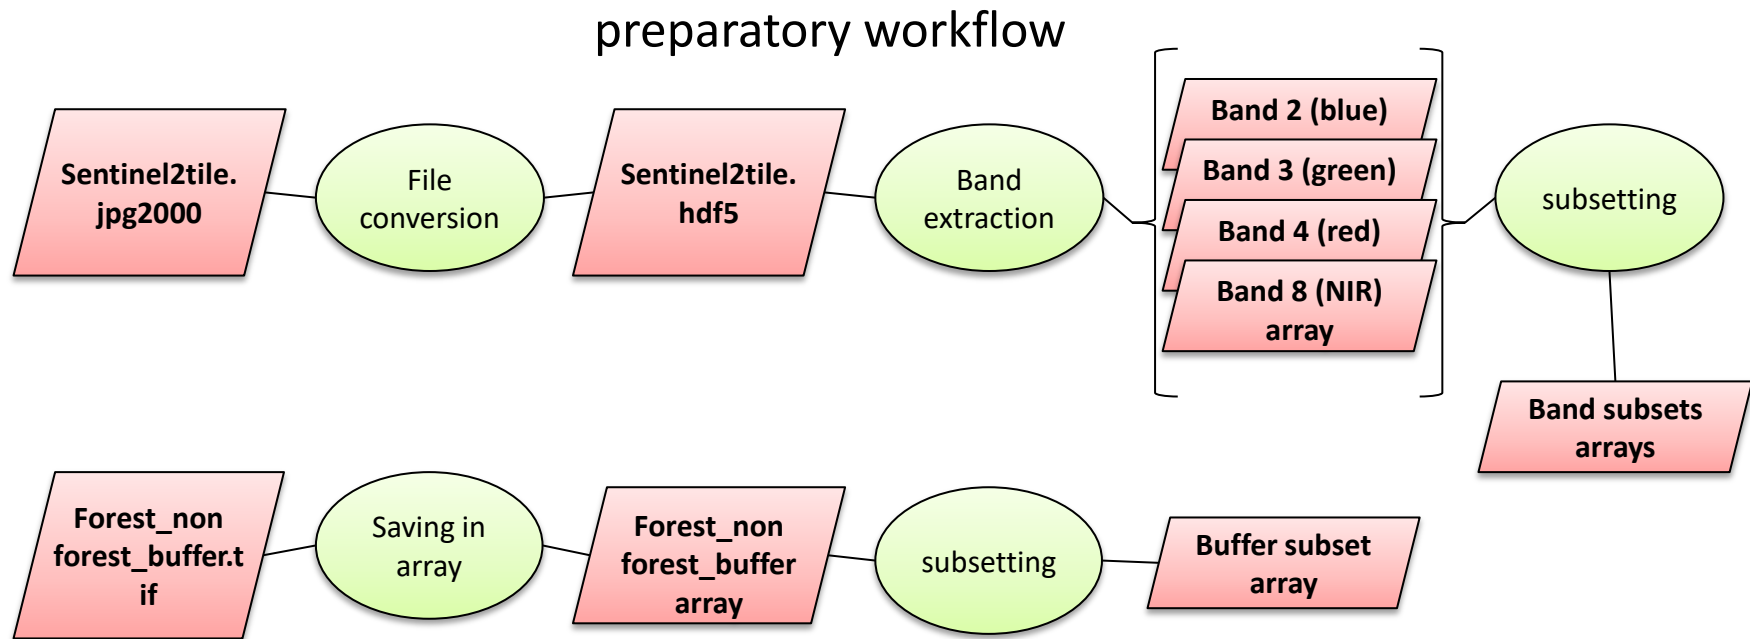 preparatory workflow
Sentinel2tile.
jpg2000
File
conversion
Sentinel2tile.
hdf5
Band
extraction
Band 2 (blue)
Band 3 (green)
Band 4 (red)
Band 8 (NIR)
array
subsetting
Band subsets
arrays
Forest_non
forest_buffer.t
if
Saving in
array
Forest_non
forest_buffer
array
subsetting
Buffer subset
array